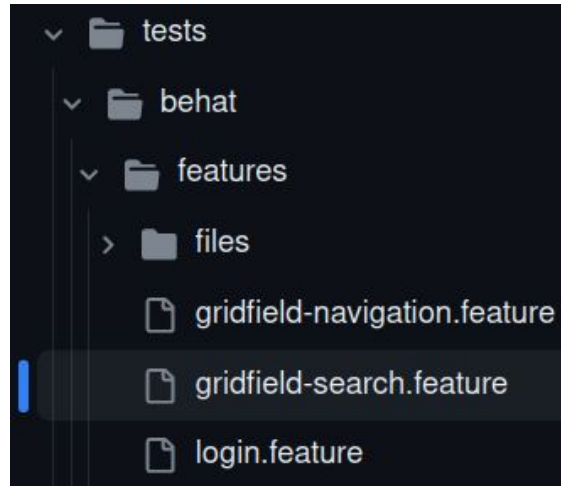 tests
behat
features
files
gridfield-navigation.feature
gridfield-search.feature
login.feature